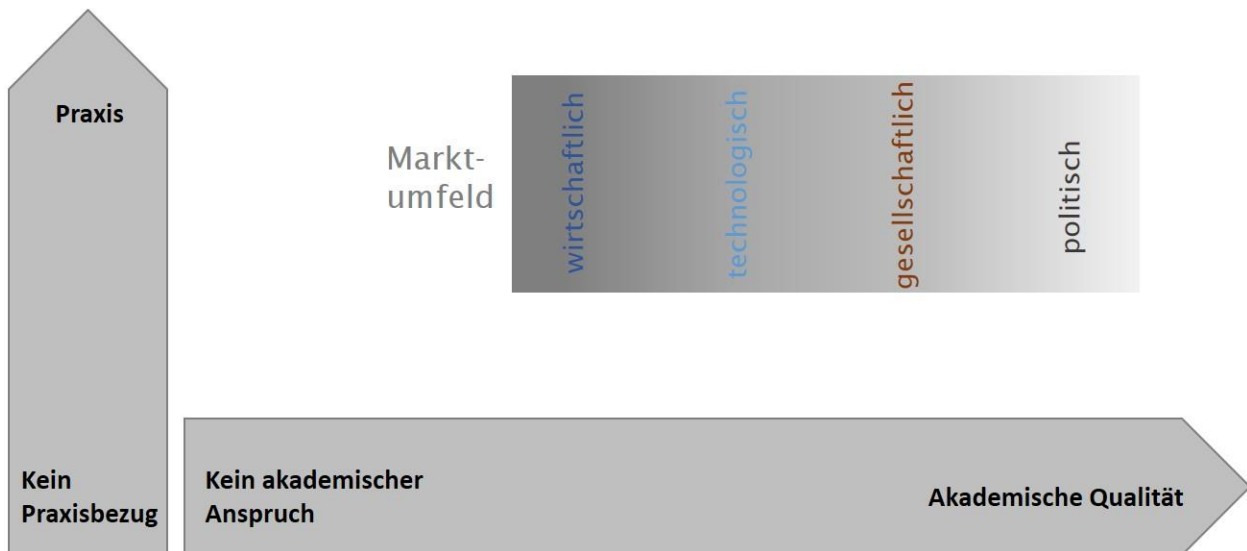 Praxis
Markt-
umfeld
wirtschaftlich
technologisch
gesellschaftlich
politisch
Kein
Praxisbezug
Kein akademischer
Anspruch
Akademische Qualität